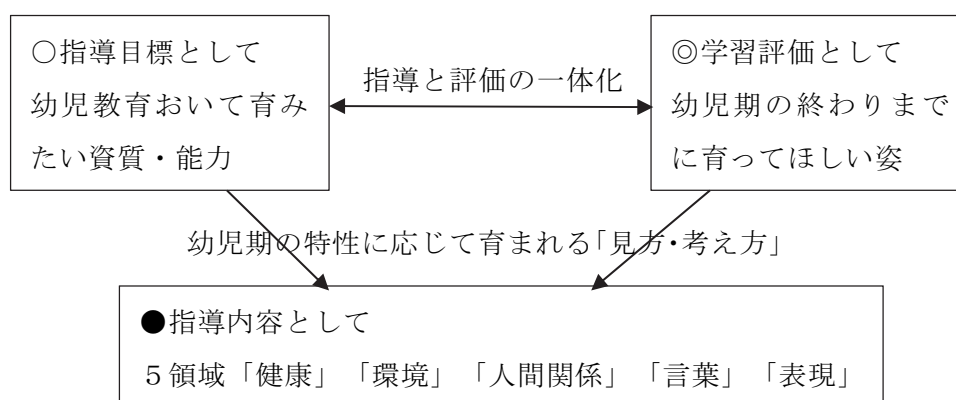 ○指導目標として
幼児教育おいて育み
たい資質・能力
指導と評価の一体化
◎学習評価として
幼児期の終わりまで
に育ってほしい姿
幼児期の特性に応じて育まれる「見方・考え方」
●指導内容として
５領域「健康」「環境」「人間関係」「言葉」「表現」